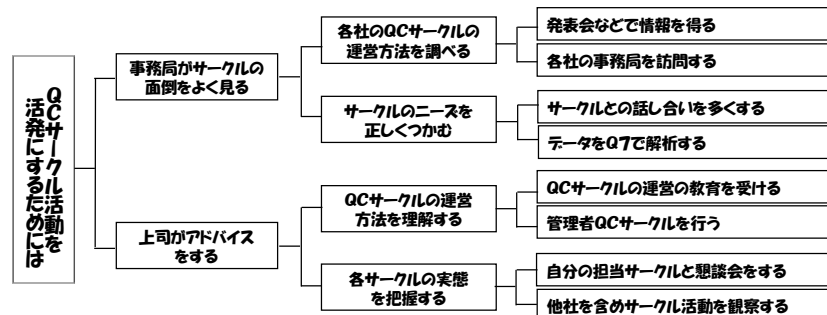 QCサークル活動を
活発にするためには
事務局がサークルの
面倒をよく見る
上司がアドバイス
をする
各社のQCサークルの
運営方法を調べる
サークルのニーズを
正しくつかむ
QCサークルの運営
方法を理解する
各サークルの実態
を把握する
発表会などで情報を得る
各社の事務局を訪問する
サークルとの話し合いを多くする
データをQ7で解析する
QCサークルの運営の教育を受ける
管理者QCサークルを行う
自分の担当サークルと懇談会をする
他社を含めサークル活動を観察する